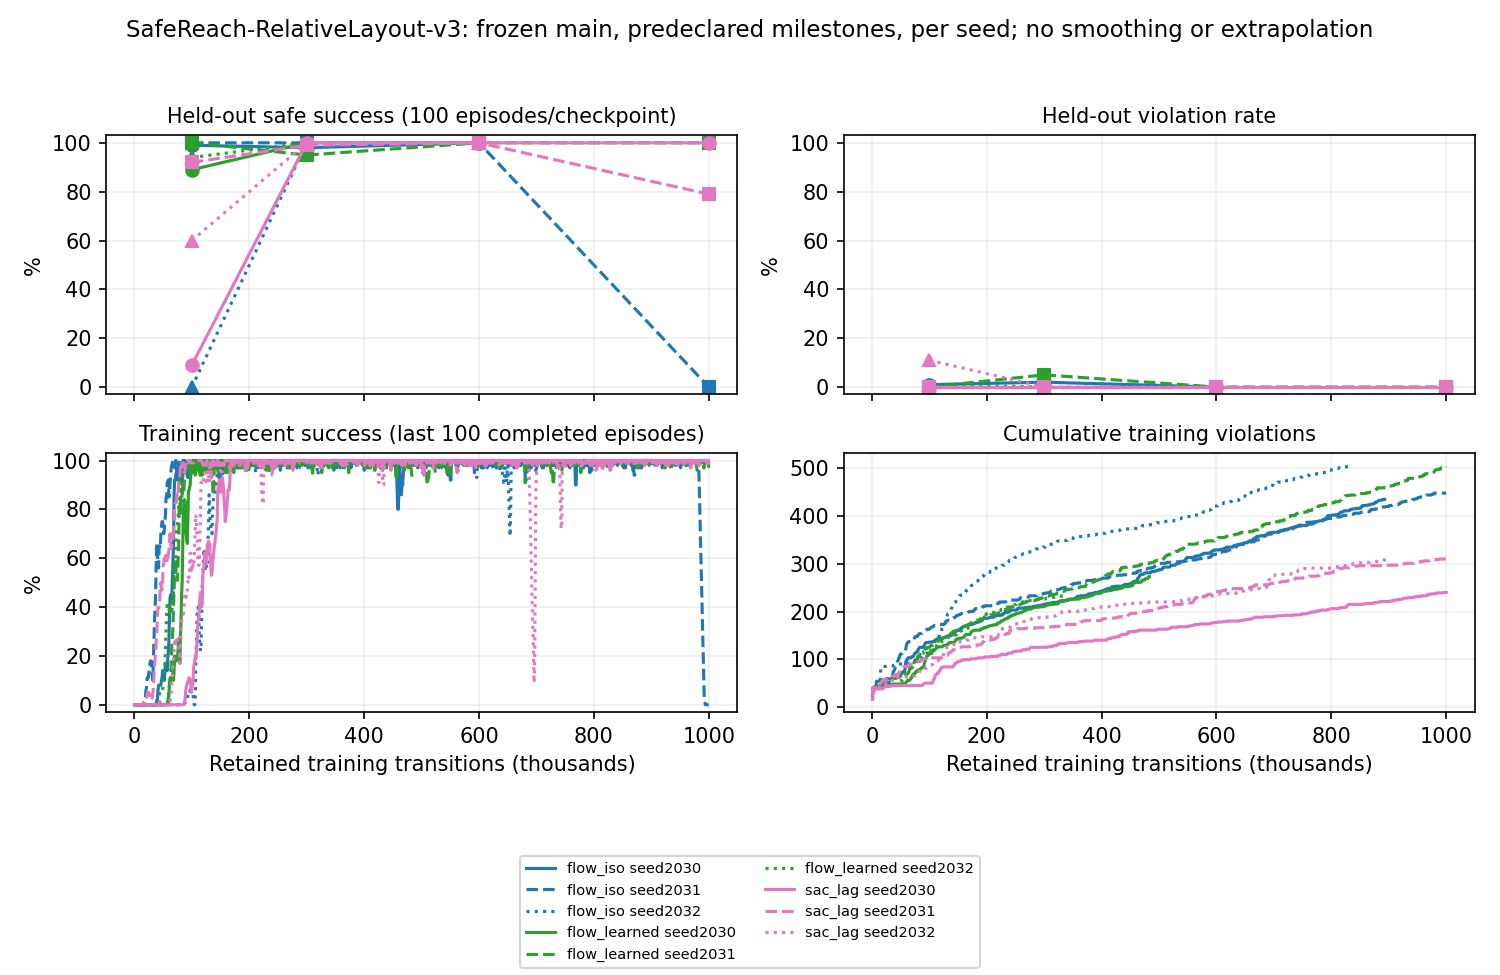 SafeReach-RelativeLayout-v3: frozen main, predeclared milestones, per seed; no smoothing or extrapolation
Held-out safe success (100 episodes/checkpoint)
100
80
60
40
20
0
%
Held-out violation rate
100
80
60
40
20
0
%
Training recent success (last 100 completed episodes)
100
80
60
40
20
0
%
0 200 400 600 800 1000
Retained training transitions (thousands)
Cumulative training violations
500
400
300
200
100
0
0 200 400 600 800 1000
Retained training transitions (thousands)
flow_iso seed2030
flow_iso seed2031
flow_iso seed2032
flow_learned seed2030
flow_learned seed2031
flow_learned seed2032
sac_lag seed2030
sac_lag seed2031
sac_lag seed2032